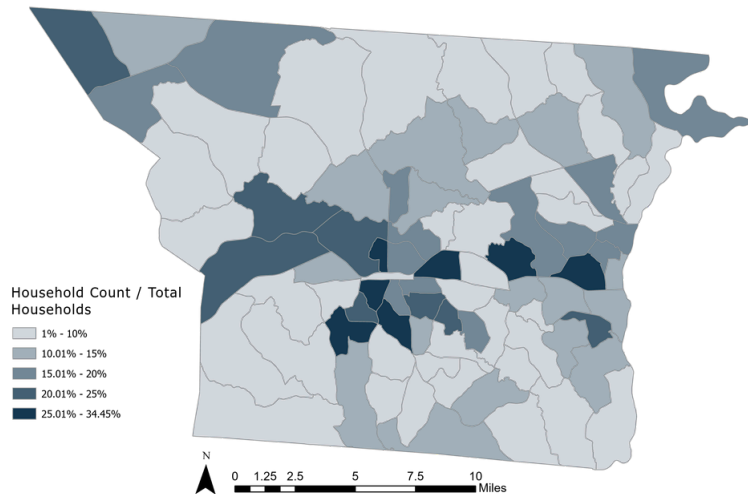 Household Count / Total
Households
1% - 10%
10.01% - 15%
15.01% - 20%
20.01% - 25%
25.01% - 34.45%
N
0 1.25 2.5 5 7.5 10
Miles